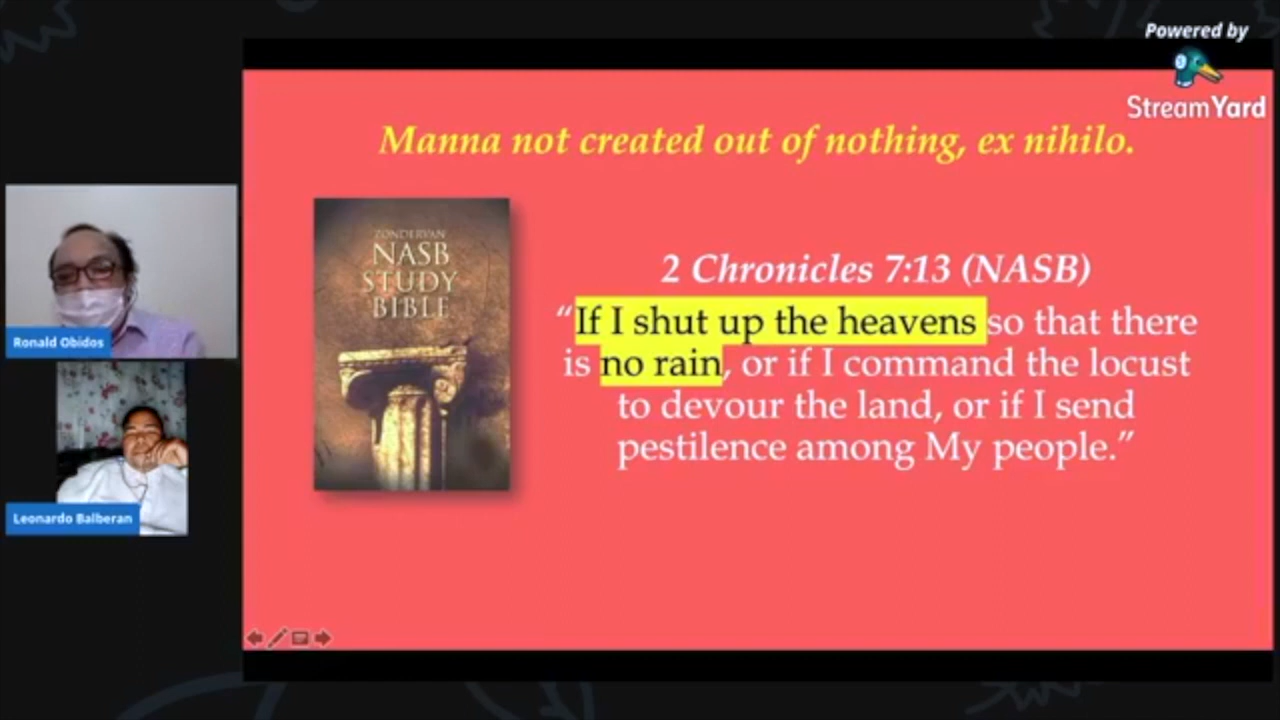 Powered by
StreamYard
Manna not created out of nothing, ex nihilo.
ZONDERVAN
NASB
STUDY
BIBLE
2 Chronicles 7:13 (NASB)
“If I shut up the heavens so that there
is no rain, or if I command the locust
to devour the land, or if I send
pestilence among My people.”
Ronald Obidos
Leonardo Balberan